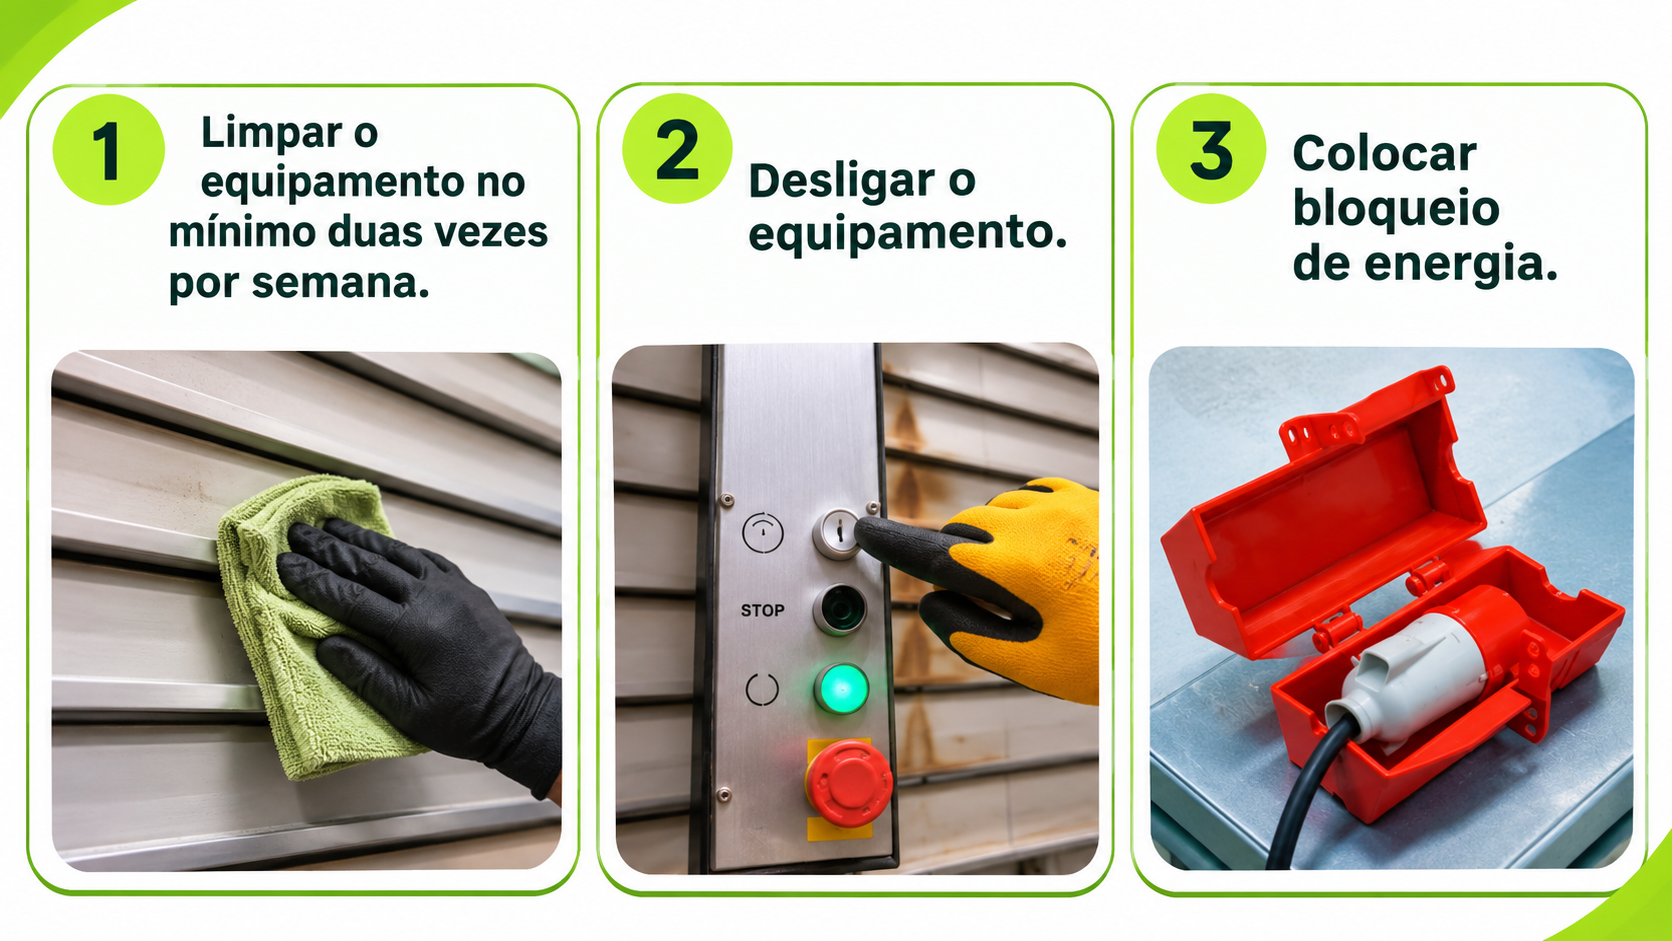 1
Limpar o
equipamento no
mínimo duas vezes
por semana.
2
Desligar o
equipamento.
STOP
3
Colocar
bloqueio
de energia.